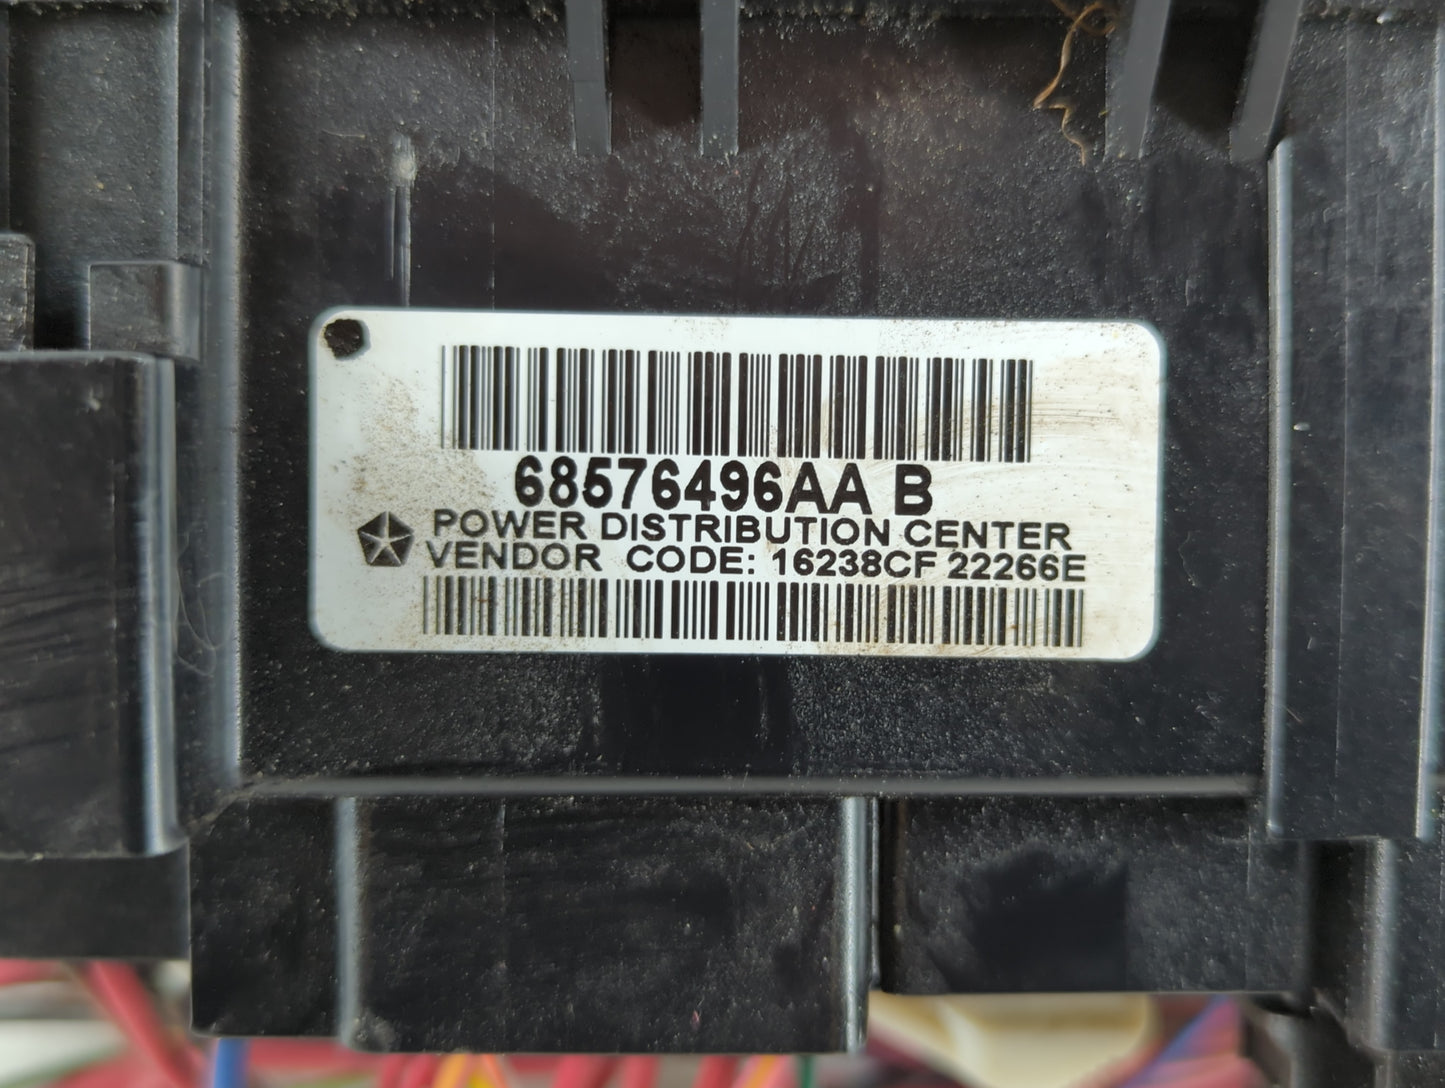 68576496AA B
POWER DISTRIBUTION CENTER
VENDOR CODE: 16238CF 22266E